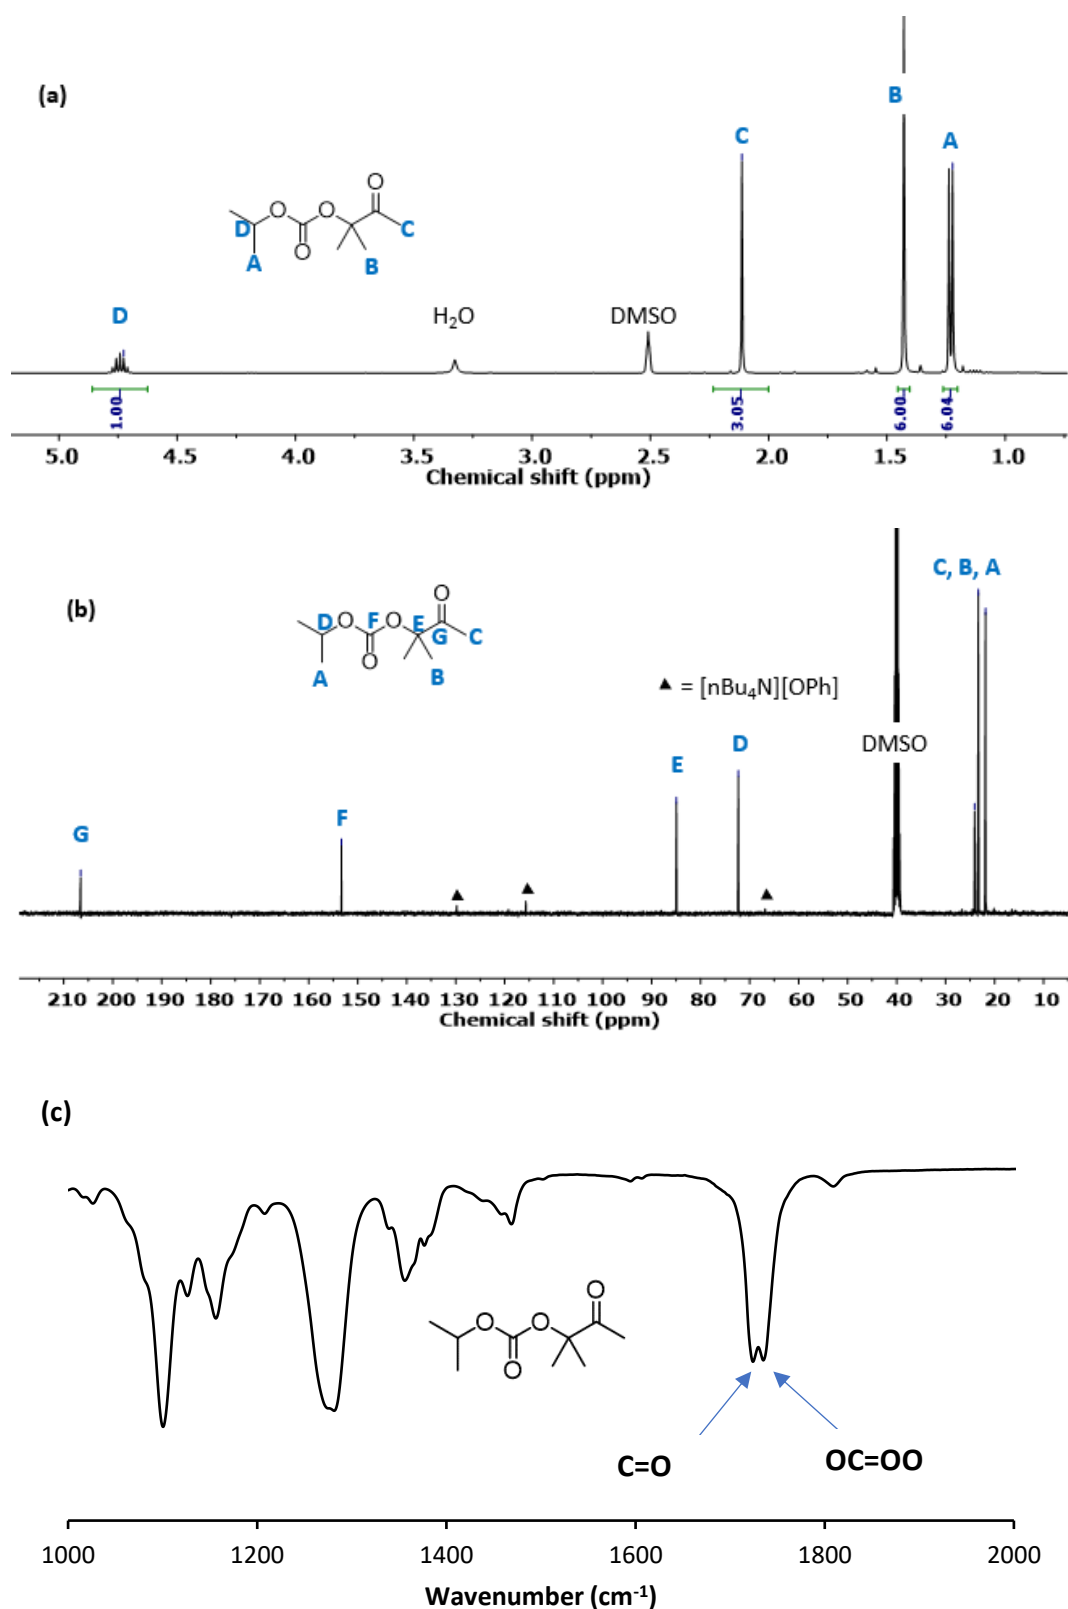 (a)
B
A
C
O
O
O
D
C
O
A
B
D
H₂O
DMSO
1.00
3.05
6.00
6.04
5.0 4.5 4.0 3.5 3.0 2.5 2.0 1.5 1.0
Chemical shift (ppm)
C, B, A
(b)
O
D O F O E
G C
O
A B
▲ = [nBu₄N][OPh]
DMSO
D
E
F
G
▲ ▲ ▲
210 200 190 180 170 160 150 140 130 120 110 100 90 80 70 60 50 40 30 20 10
Chemical shift (ppm)
(c)
O
O O
O
C=O
OC=OO
1000 1200 1400 1600 1800 2000
Wavenumber (cm⁻¹)